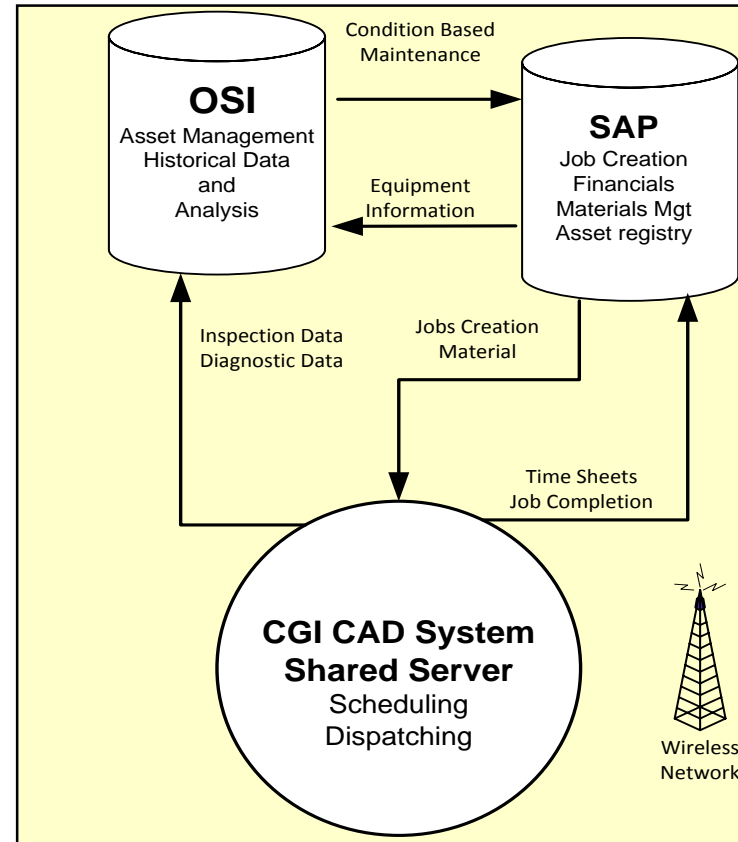 Condition Based
Maintenance
OSI
Asset Management
Historical Data
and
Analysis
SAP
Job Creation
Financials
Materials Mgt
Asset registry
Equipment
Information
Inspection Data
Diagnostic Data
Jobs Creation
Material
Time Sheets
Job Completion
CGI CAD System
Shared Server
Scheduling
Dispatching
Wireless
Network